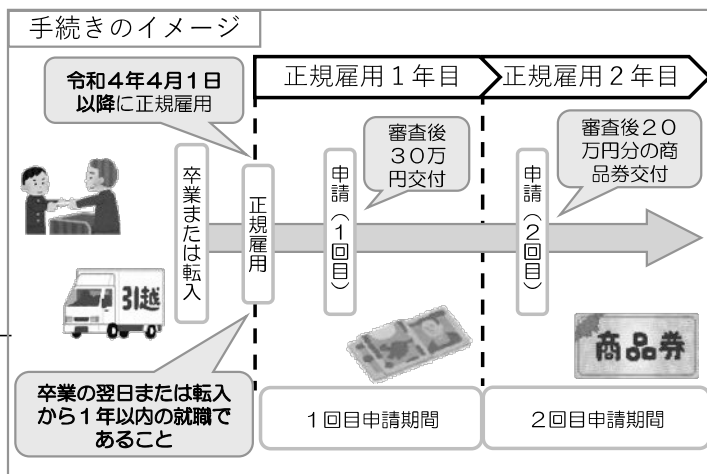 手続きのイメージ
正規雇用1年目
正規雇用2年目
令和4年4月1日
以降に正規雇用
審査後
30万
円交付
審査後20
万円分の商
品券交付
卒業または転入
正規雇用
申請(1回目)
申請(2回目)
引越
商品券
卒業の翌日または転入
から1年以内の就職で
あること
1回目申請期間
2回目申請期間